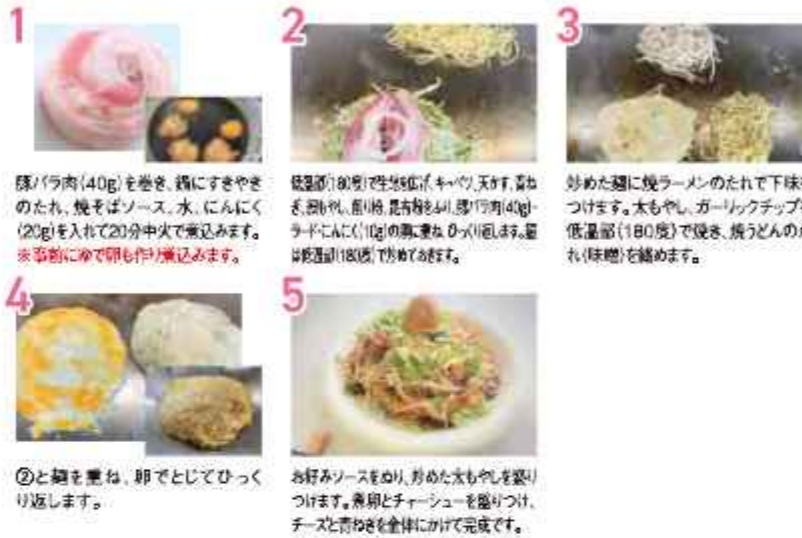 1
豚バラ肉(40g)を巻き、鍋にすきやき
のたれ、焼そばソース、水、にんにく
(20g)を入れて20分中火で煮込みます。
※事前にゆで卵も作り煮込みます。
2
低温部(180度)で生地を広げ、キャベツ、天かす、青ね
ぎ、細もやし、削り粉、昆布粉をふり、豚バラ肉(40g)・
ラード・にんにく(10g)の順に重ね、ひっくり返します。麺
は低温部(180度)で炒めておきます。
3
炒めた麺に焼ラーメンのたれで下味を
つけます。太もやし、ガーリックチップを
低温部(180度)で焼き、焼うどんのた
れ(味噌)を絡めます。
4
②と麺を重ね、卵でとじてひっく
り返します。
5
お好みソースをぬり、炒めた太もやしを盛り
つけます。煮卵とチャーシューを盛りつけ、
チーズと青ねぎを全体にかけて完成です。